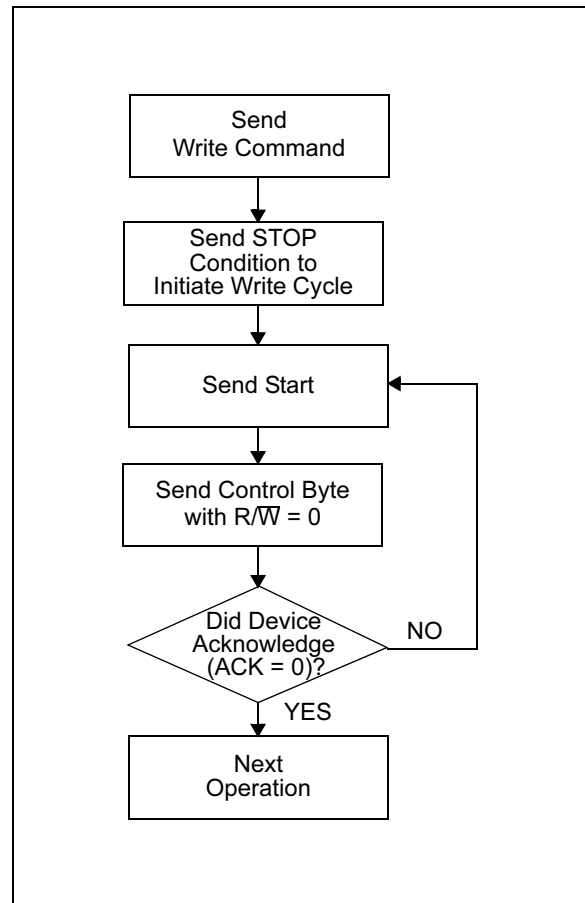 Send
Write Command
Send STOP
Condition to
Initiate Write Cycle
Send Start
Send Control Byte
with R/W̅ = 0
Did Device
Acknowledge
(ACK = 0)?
NO
YES
Next
Operation